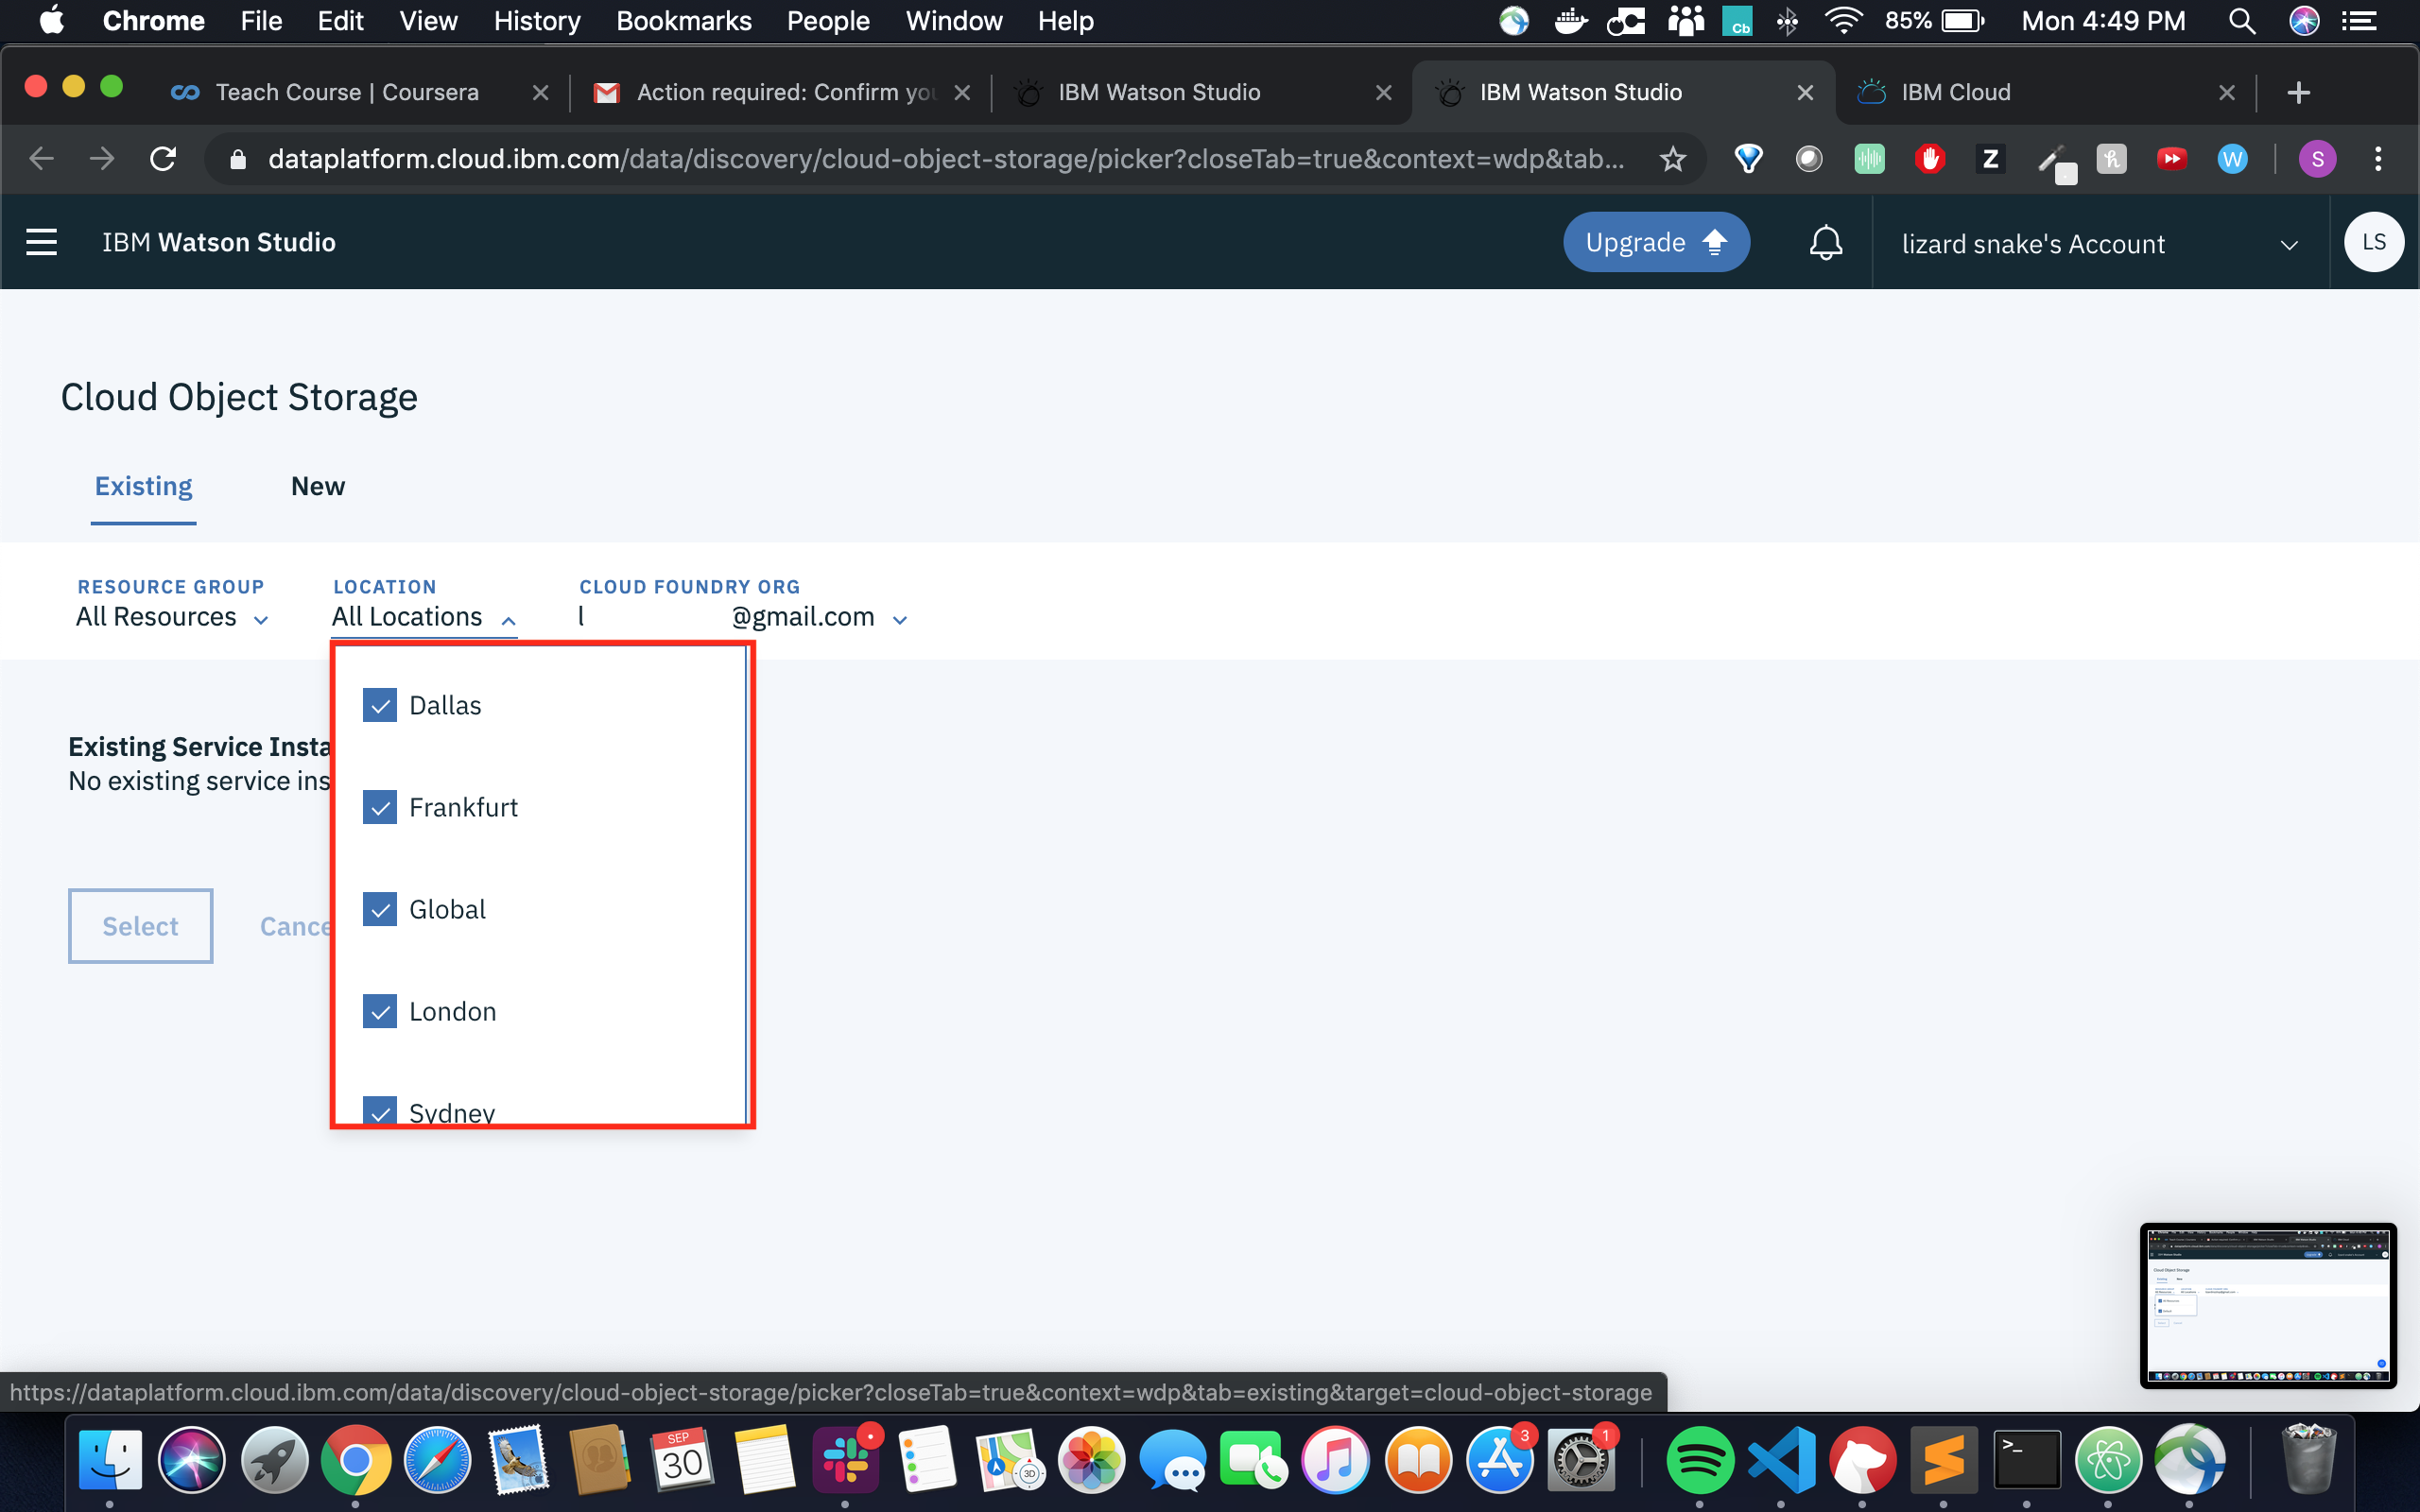 Chrome File Edit View History Bookmarks People Window Help Cb 85% Mon 4:49 PM
Teach Course | Coursera Action required: Confirm you IBM Watson Studio IBM Watson Studio IBM Cloud
dataplatform.cloud.ibm.com/data/discovery/cloud-object-storage/picker?closeTab=true&context=wdp&tab... Z h W S
IBM Watson Studio Upgrade lizard snake's Account LS
Cloud Object Storage
Existing New
RESOURCE GROUP LOCATION CLOUD FOUNDRY ORG
All Resources All Locations l @gmail.com
Dallas
Existing Service Insta
No existing service ins
Frankfurt
Global
Select Cance
London
Sydney
https://dataplatform.cloud.ibm.com/data/discovery/cloud-object-storage/picker?closeTab=true&context=wdp&tab=existing&target=cloud-object-storage
SEP
30
3D
3
1
>_